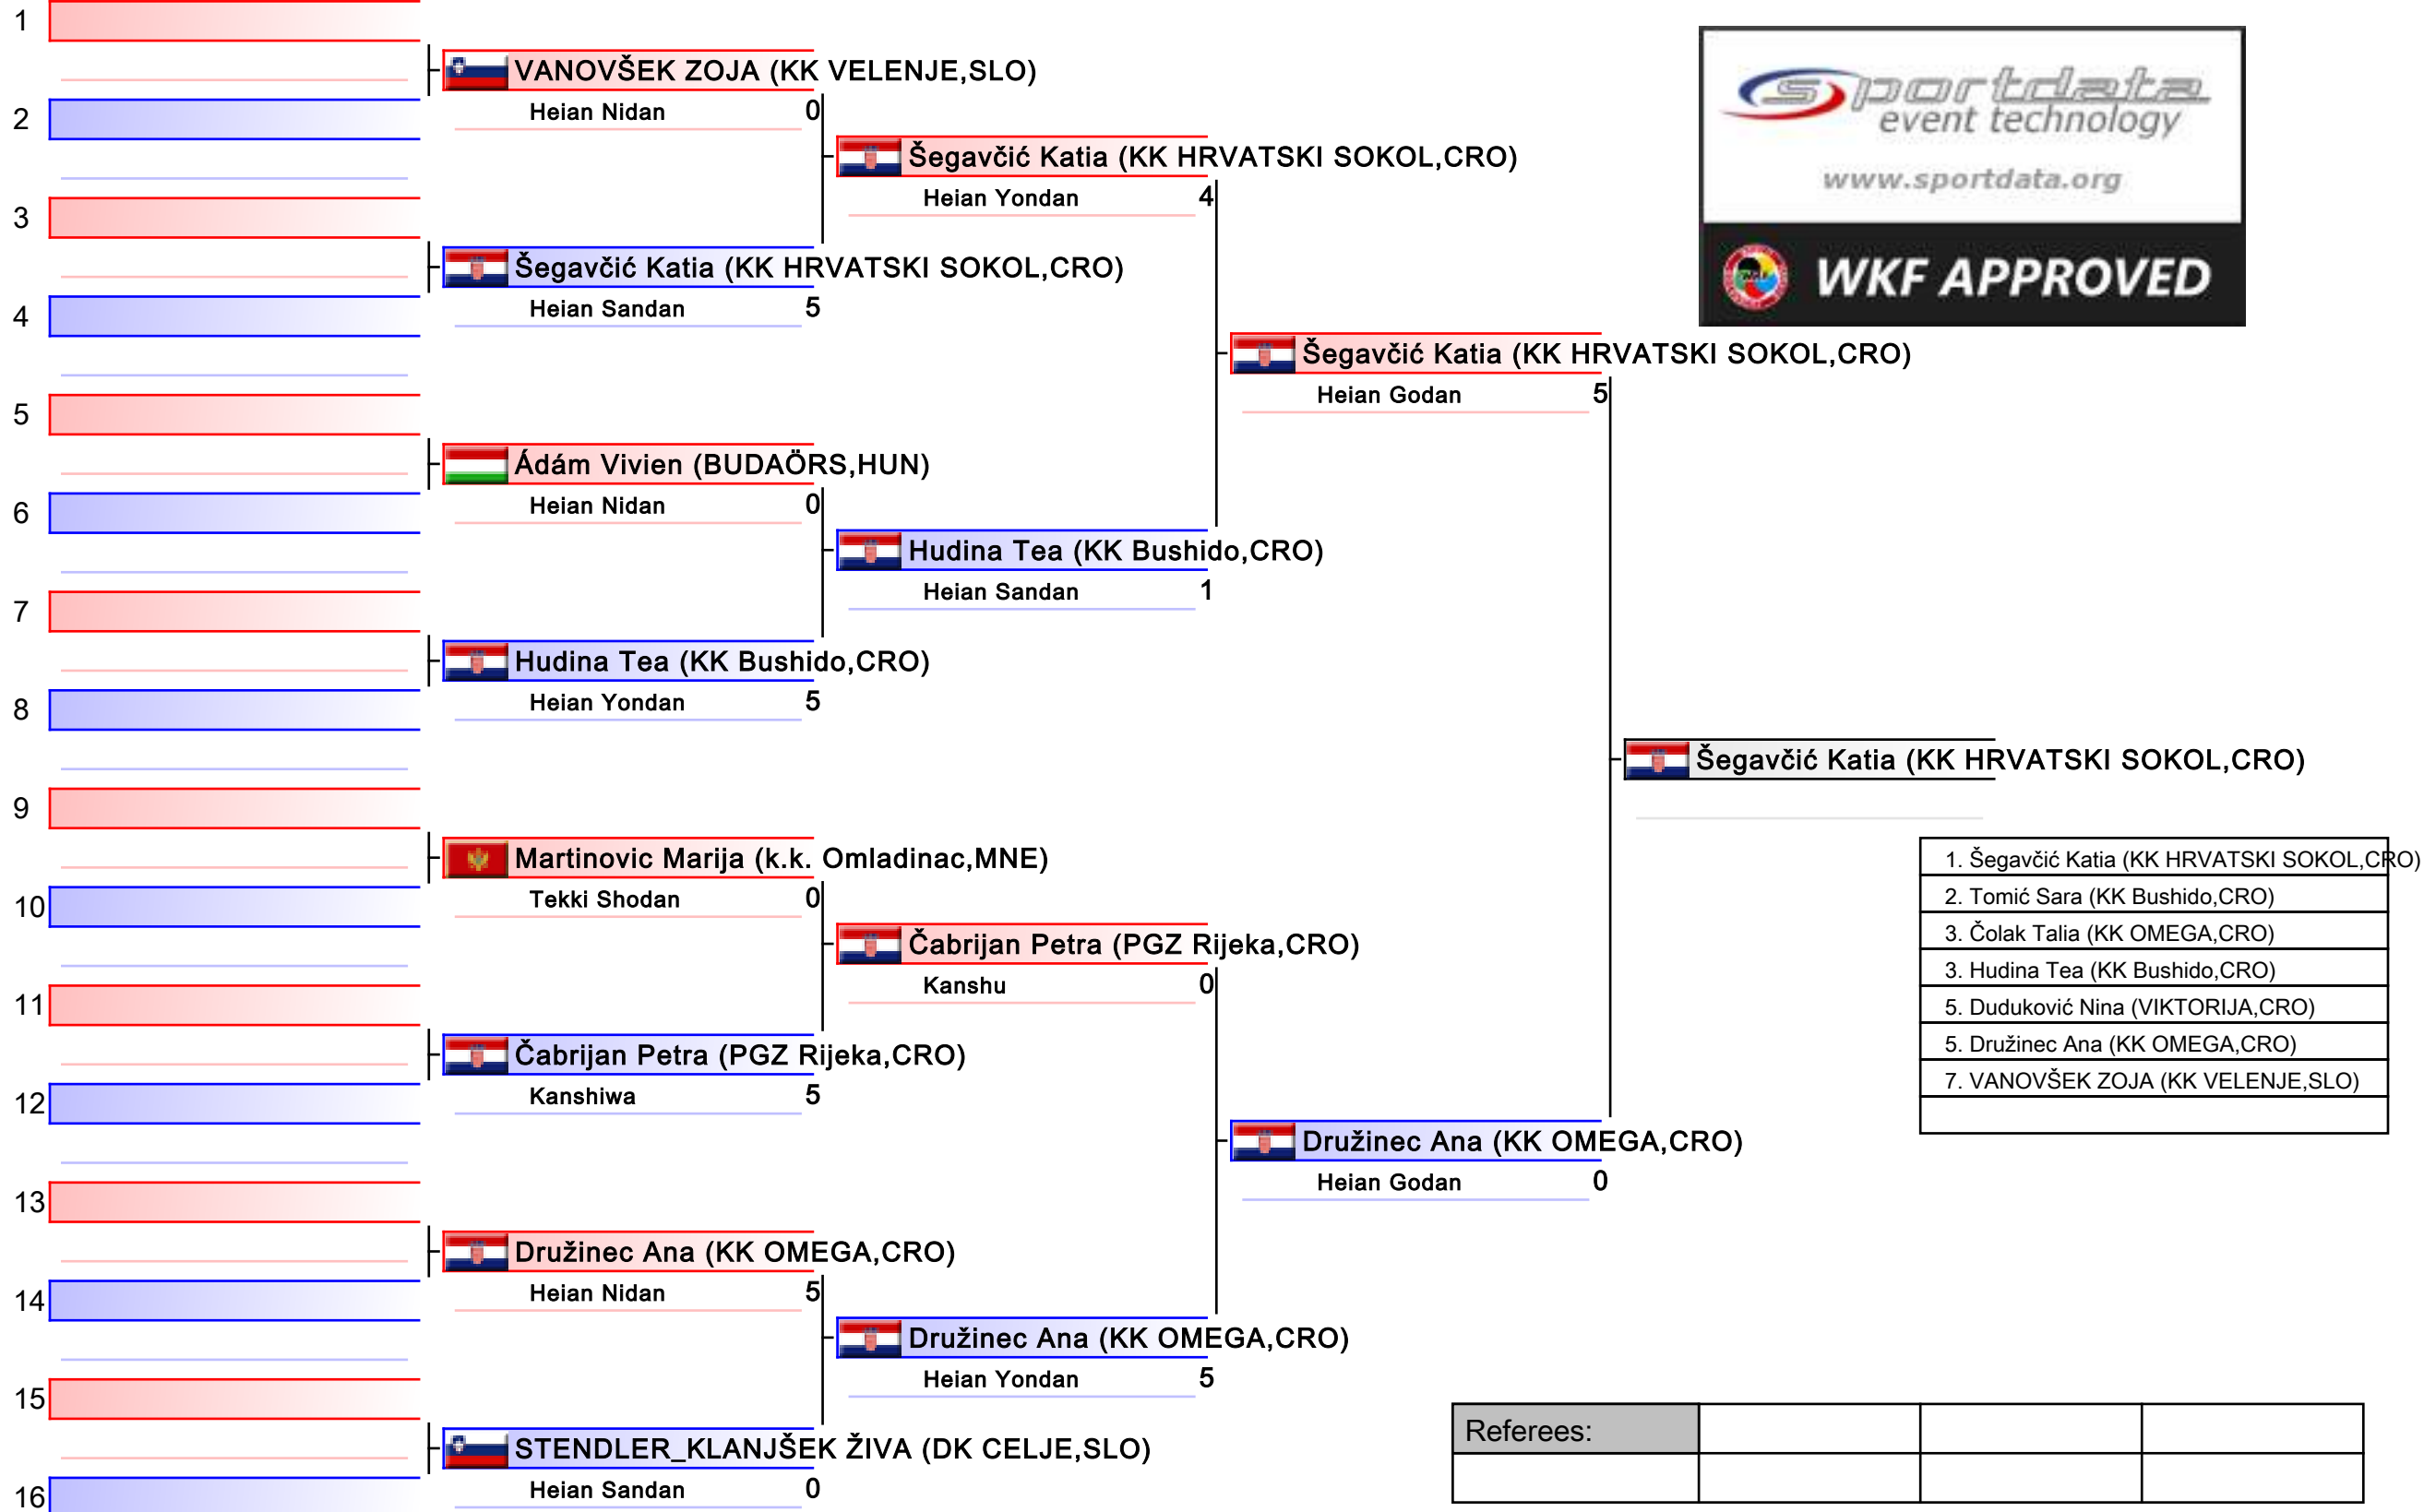 1
VANOVŠEK ZOJA (KK VELENJE,SLO)
Heian Nidan 0
2
Šegavčić Katia (KK HRVATSKI SOKOL,CRO)
Heian Yondan 4
3
Šegavčić Katia (KK HRVATSKI SOKOL,CRO)
Heian Sandan 5
4
Šegavčić Katia (KK HRVATSKI SOKOL,CRO)
Heian Godan 5
5
Ádám Vivien (BUDAÖRS,HUN)
Heian Nidan 0
6
Hudina Tea (KK Bushido,CRO)
Heian Sandan 1
7
Hudina Tea (KK Bushido,CRO)
Heian Yondan 5
8
Šegavčić Katia (KK HRVATSKI SOKOL,CRO)
9
Martinovic Marija (k.k. Omladinac,MNE)
Tekki Shodan 0
10
Čabrijan Petra (PGZ Rijeka,CRO)
Kanshu 0
11
Čabrijan Petra (PGZ Rijeka,CRO)
Kanshiwa 5
12
Družinec Ana (KK OMEGA,CRO)
Heian Godan 0
13
Družinec Ana (KK OMEGA,CRO)
Heian Nidan 5
14
Družinec Ana (KK OMEGA,CRO)
Heian Yondan 5
15
STENDLER_KLANJŠEK ŽIVA (DK CELJE,SLO)
Heian Sandan 0
16
sportdata
event technology
www.sportdata.org
WKF APPROVED
1. Šegavčić Katia (KK HRVATSKI SOKOL,CRO)
2. Tomić Sara (KK Bushido,CRO)
3. Čolak Talia (KK OMEGA,CRO)
3. Hudina Tea (KK Bushido,CRO)
5. Duduković Nina (VIKTORIJA,CRO)
5. Družinec Ana (KK OMEGA,CRO)
7. VANOVŠEK ZOJA (KK VELENJE,SLO)
Referees: